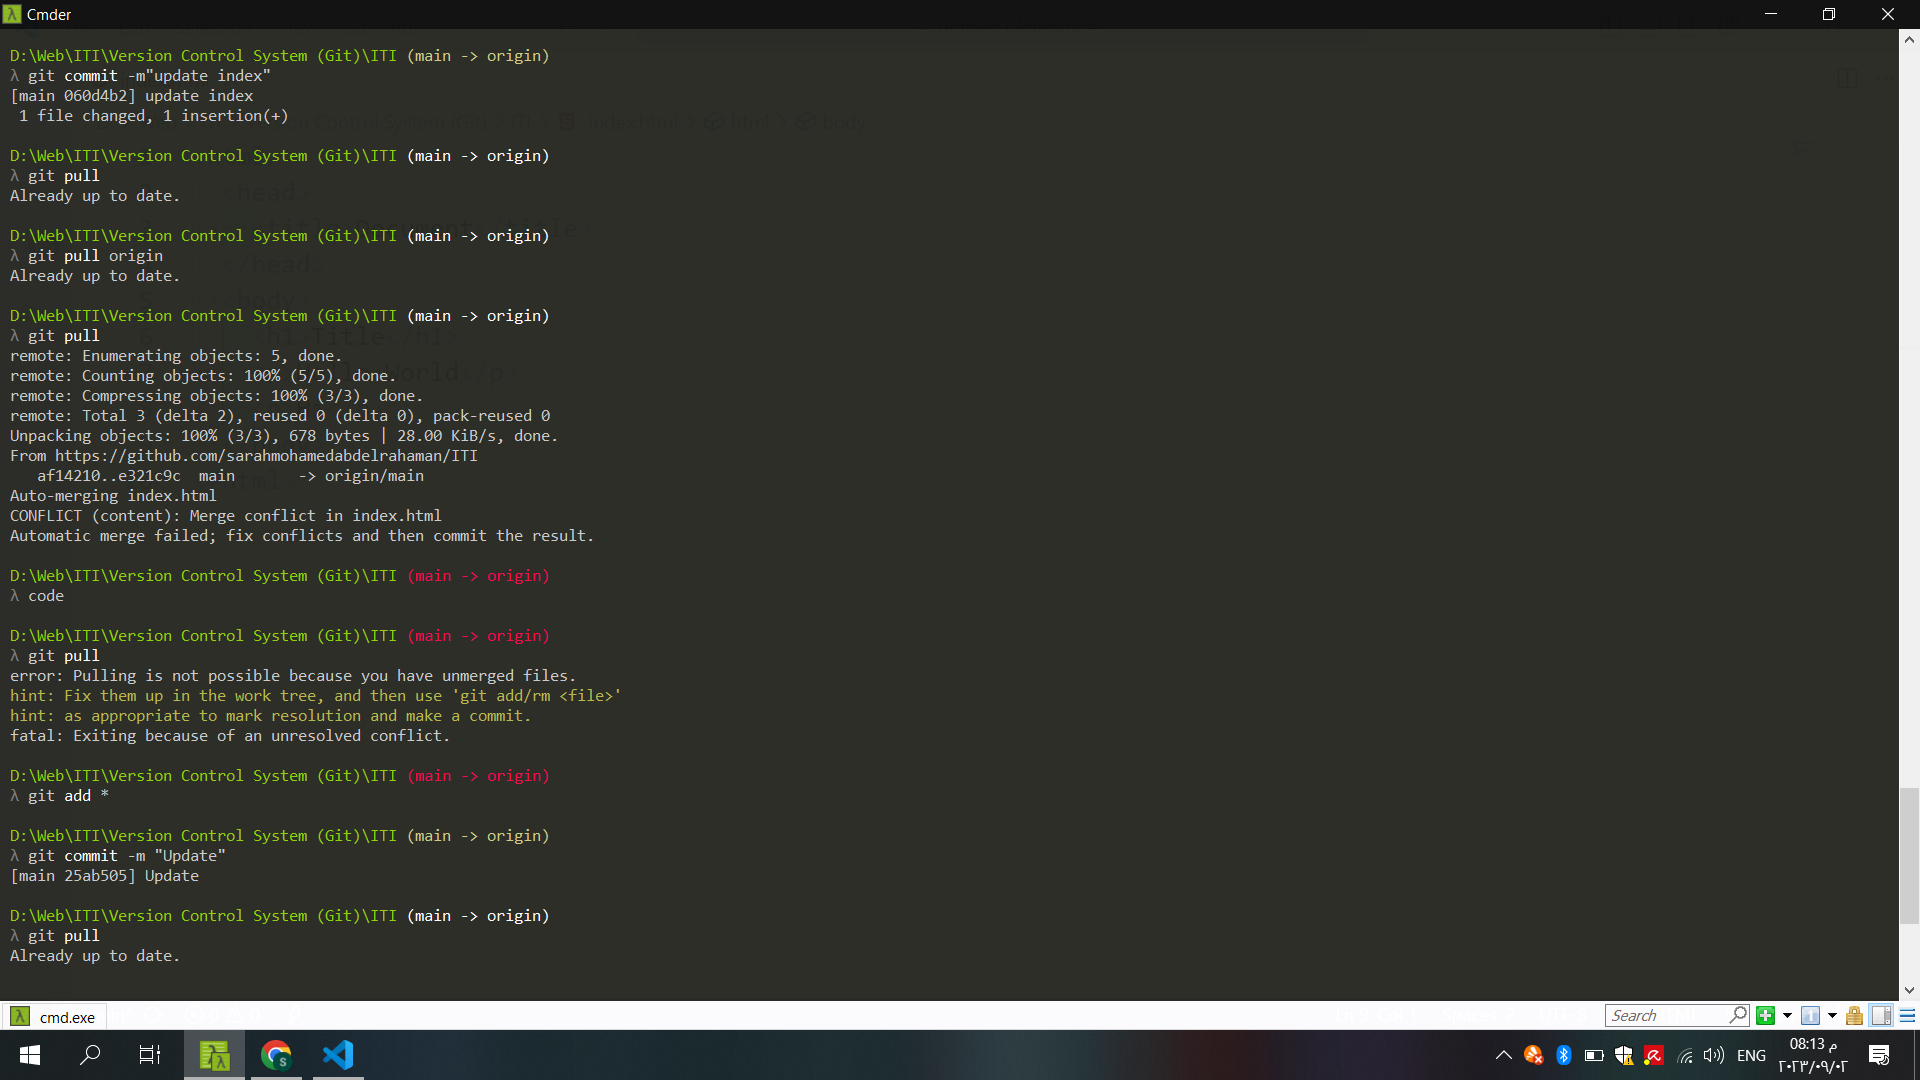 Cmder
D:\Web\ITI\Version Control System (Git)\ITI (main -> origin)
λ git commit -m"update index"
[main 060d4b2] update index
1 file changed, 1 insertion(+)
D:\Web\ITI\Version Control System (Git)\ITI (main -> origin)
λ git pull
Already up to date.
D:\Web\ITI\Version Control System (Git)\ITI (main -> origin)
λ git pull origin
Already up to date.
D:\Web\ITI\Version Control System (Git)\ITI (main -> origin)
λ git pull
remote: Enumerating objects: 5, done.
remote: Counting objects: 100% (5/5), done.
remote: Compressing objects: 100% (3/3), done.
remote: Total 3 (delta 2), reused 0 (delta 0), pack-reused 0
Unpacking objects: 100% (3/3), 678 bytes | 28.00 KiB/s, done.
From https://github.com/sarahmohamedabdelrahaman/ITI
af14210..e321c9c  main       -> origin/main
Auto-merging index.html
CONFLICT (content): Merge conflict in index.html
Automatic merge failed; fix conflicts and then commit the result.
D:\Web\ITI\Version Control System (Git)\ITI (main -> origin)
λ code
D:\Web\ITI\Version Control System (Git)\ITI (main -> origin)
λ git pull
error: Pulling is not possible because you have unmerged files.
hint: Fix them up in the work tree, and then use 'git add/rm <file>'
hint: as appropriate to mark resolution and make a commit.
fatal: Exiting because of an unresolved conflict.
D:\Web\ITI\Version Control System (Git)\ITI (main -> origin)
λ git add *
D:\Web\ITI\Version Control System (Git)\ITI (main -> origin)
λ git commit -m "Update"
[main 25ab505] Update
D:\Web\ITI\Version Control System (Git)\ITI (main -> origin)
λ git pull
Already up to date.
cmd.exe
Search
ENG
08:13 م
٢٠٢٣/٠٩/٠٢